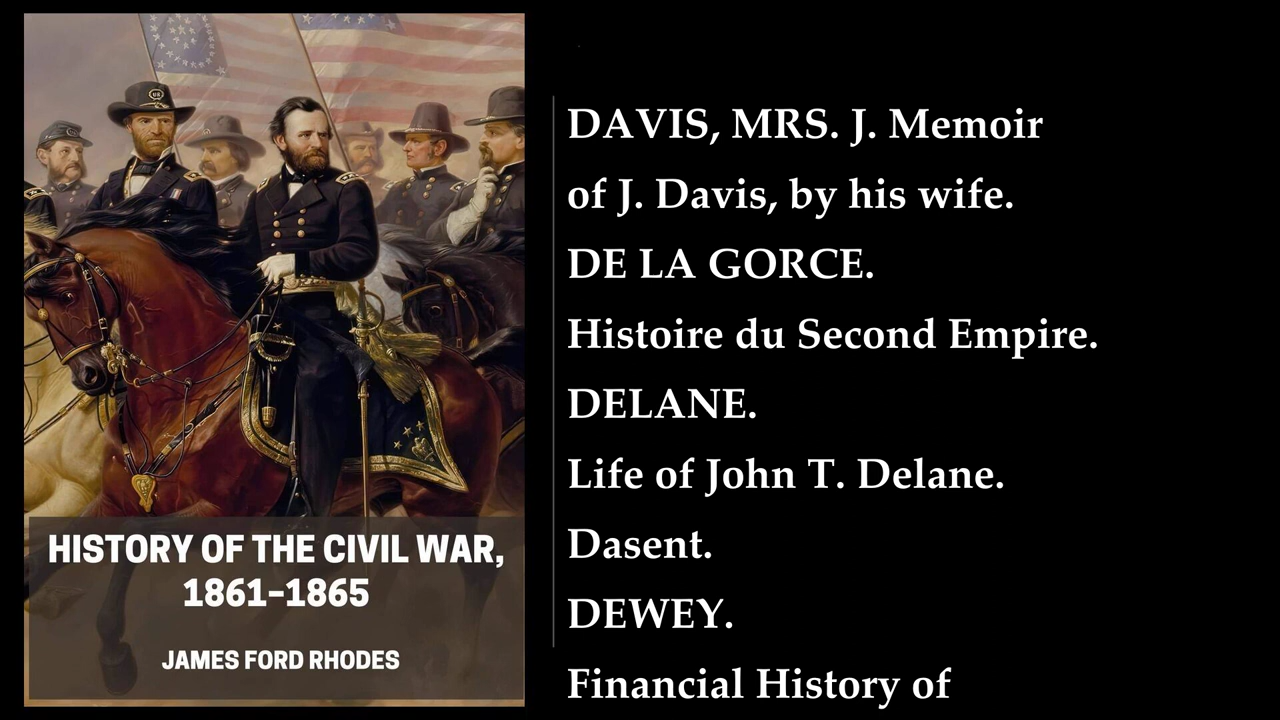 HISTORY OF THE CIVIL WAR,
1861-1865
JAMES FORD RHODES
DAVIS, MRS. J. Memoir
of J. Davis, by his wife.
DE LA GORCE.
Histoire du Second Empire.
DELANE.
Life of John T. Delane.
Dasent.
DEWEY.
Financial History of